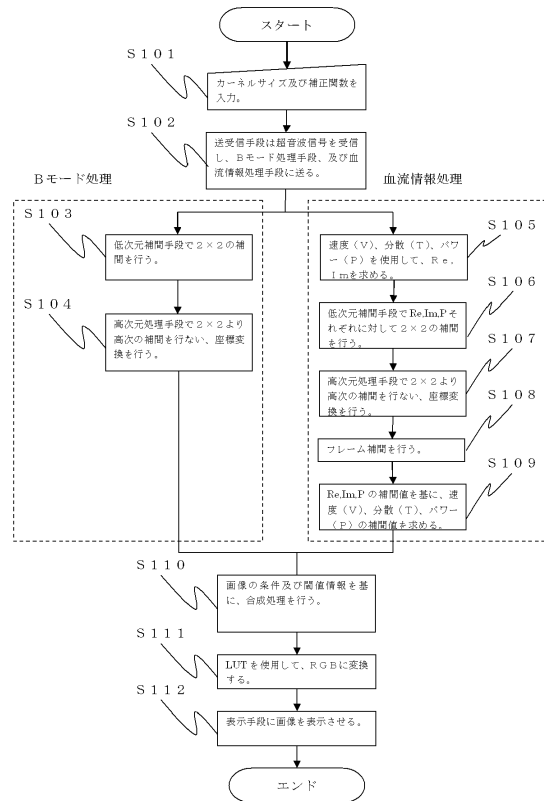 スタート
S101
カーネルサイズ及び補正関数を
入力。
S102
送受信手段は超音波信号を受信
し、Bモード処理手段、及び血
流情報処理手段に送る。
Bモード処理
血流情報処理
S103
低次元補間手段で2×2の補
間を行う。
S104
高次元処理手段で2×2より
高次の補間を行ない、座標変
換を行う。
S105
速度(V)、分散(T)、パワ
ー(P)を使用して、Re,
Imを求める。
S106
低次元補間手段でRe,Im,Pそ
れぞれに対して2×2の補間
を行う。
S107
高次元処理手段で2×2より
高次の補間を行ない、座標変
換を行う。
S108
フレーム補間を行う。
S109
Re,Im,Pの補間値を基に、速
度(V)、分散(T)、パワー
(P)の補間値を求める。
S110
画像の条件及び閾値情報を基
に、合成処理を行う。
S111
LUTを使用して、RGBに変換
する。
S112
表示手段に画像を表示させる。
エンド